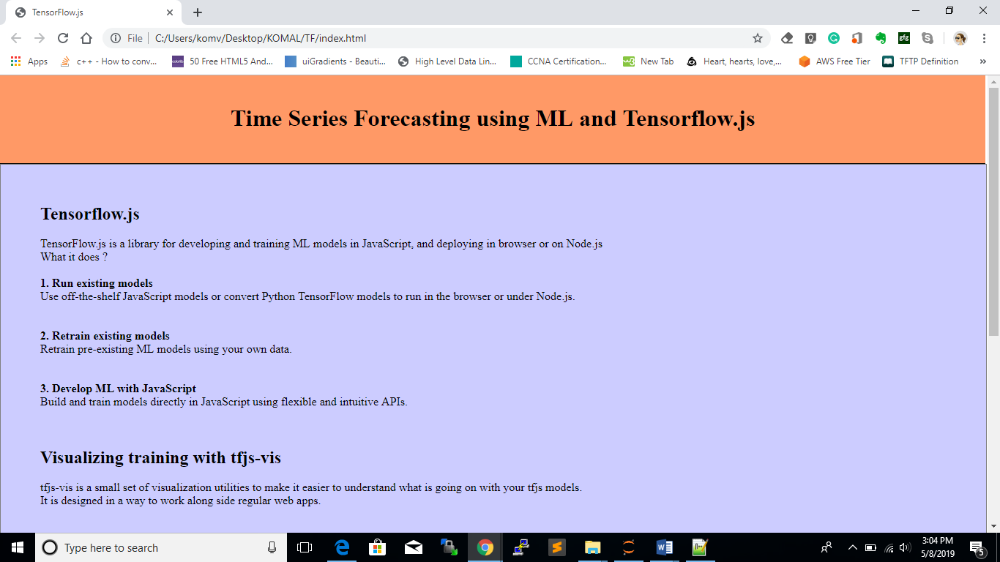 TensorFlow.js
File
C:/Users/komv/Desktop/KOMAL/TF/index.html
gfg
Apps
c++ - How to conv...
50 Free HTML5 And...
uiGradients - Beauti...
High Level Data Lin...
CCNA Certification...
New Tab
Heart, hearts, love,...
AWS Free Tier
TFTP Definition
Time Series Forecasting using ML and Tensorflow.js
Tensorflow.js
TensorFlow.js is a library for developing and training ML models in JavaScript, and deploying in browser or on Node.js
What it does ?
1. Run existing models
Use off-the-shelf JavaScript models or convert Python TensorFlow models to run in the browser or under Node.js.
2. Retrain existing models
Retrain pre-existing ML models using your own data.
3. Develop ML with JavaScript
Build and train models directly in JavaScript using flexible and intuitive APIs.
Visualizing training with tfjs-vis
tfjs-vis is a small set of visualization utilities to make it easier to understand what is going on with your tfjs models.
It is designed in a way to work along side regular web apps.
Type here to search
3:04 PM
5/8/2019
5